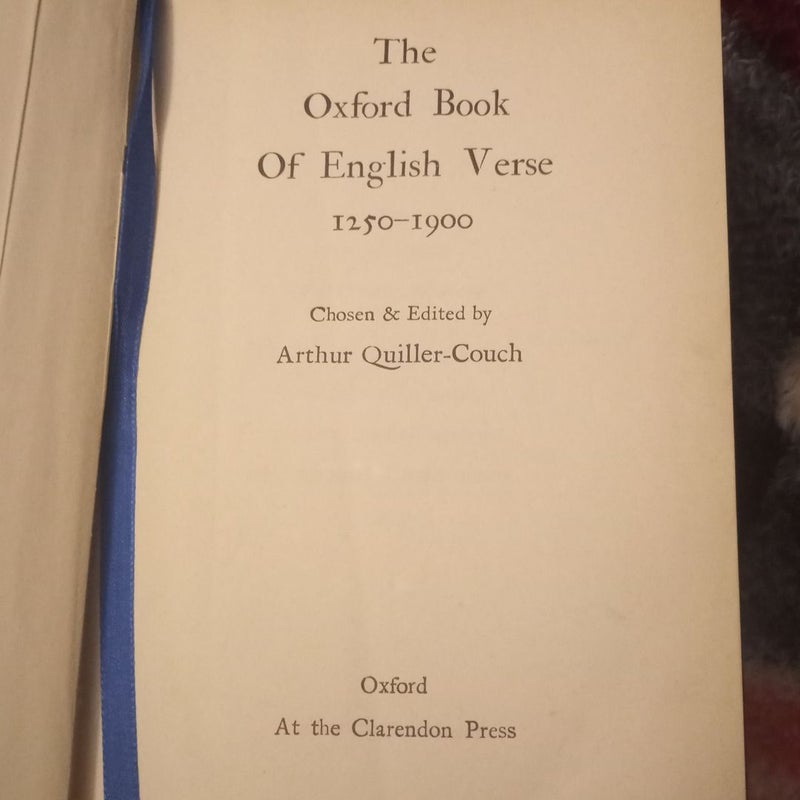 The
Oxford Book
Of English Verse
1250–1900
Chosen & Edited by
Arthur Quiller-Couch
Oxford
At the Clarendon Press